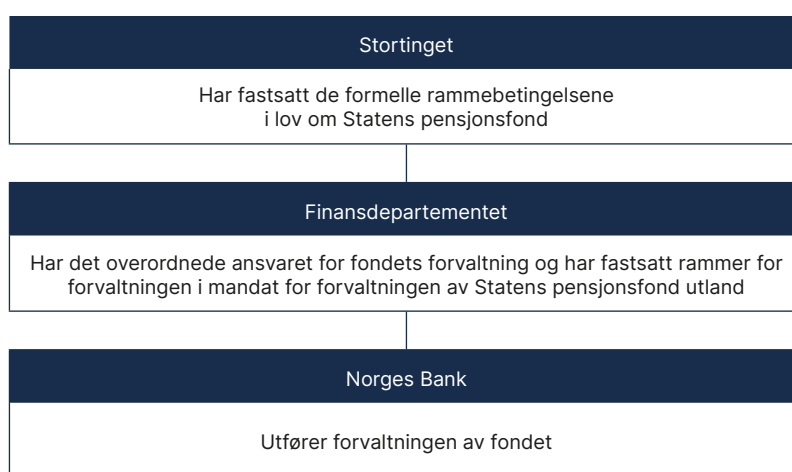 Stortinget
Har fastsatt de formelle rammebetingelsene
i lov om Statens pensjonsfond
Finansdepartementet
Har det overordnede ansvaret for fondets forvaltning og har fastsatt rammer for
forvaltningen i mandat for forvaltningen av Statens pensjonsfond utland
Norges Bank
Utfører forvaltningen av fondet